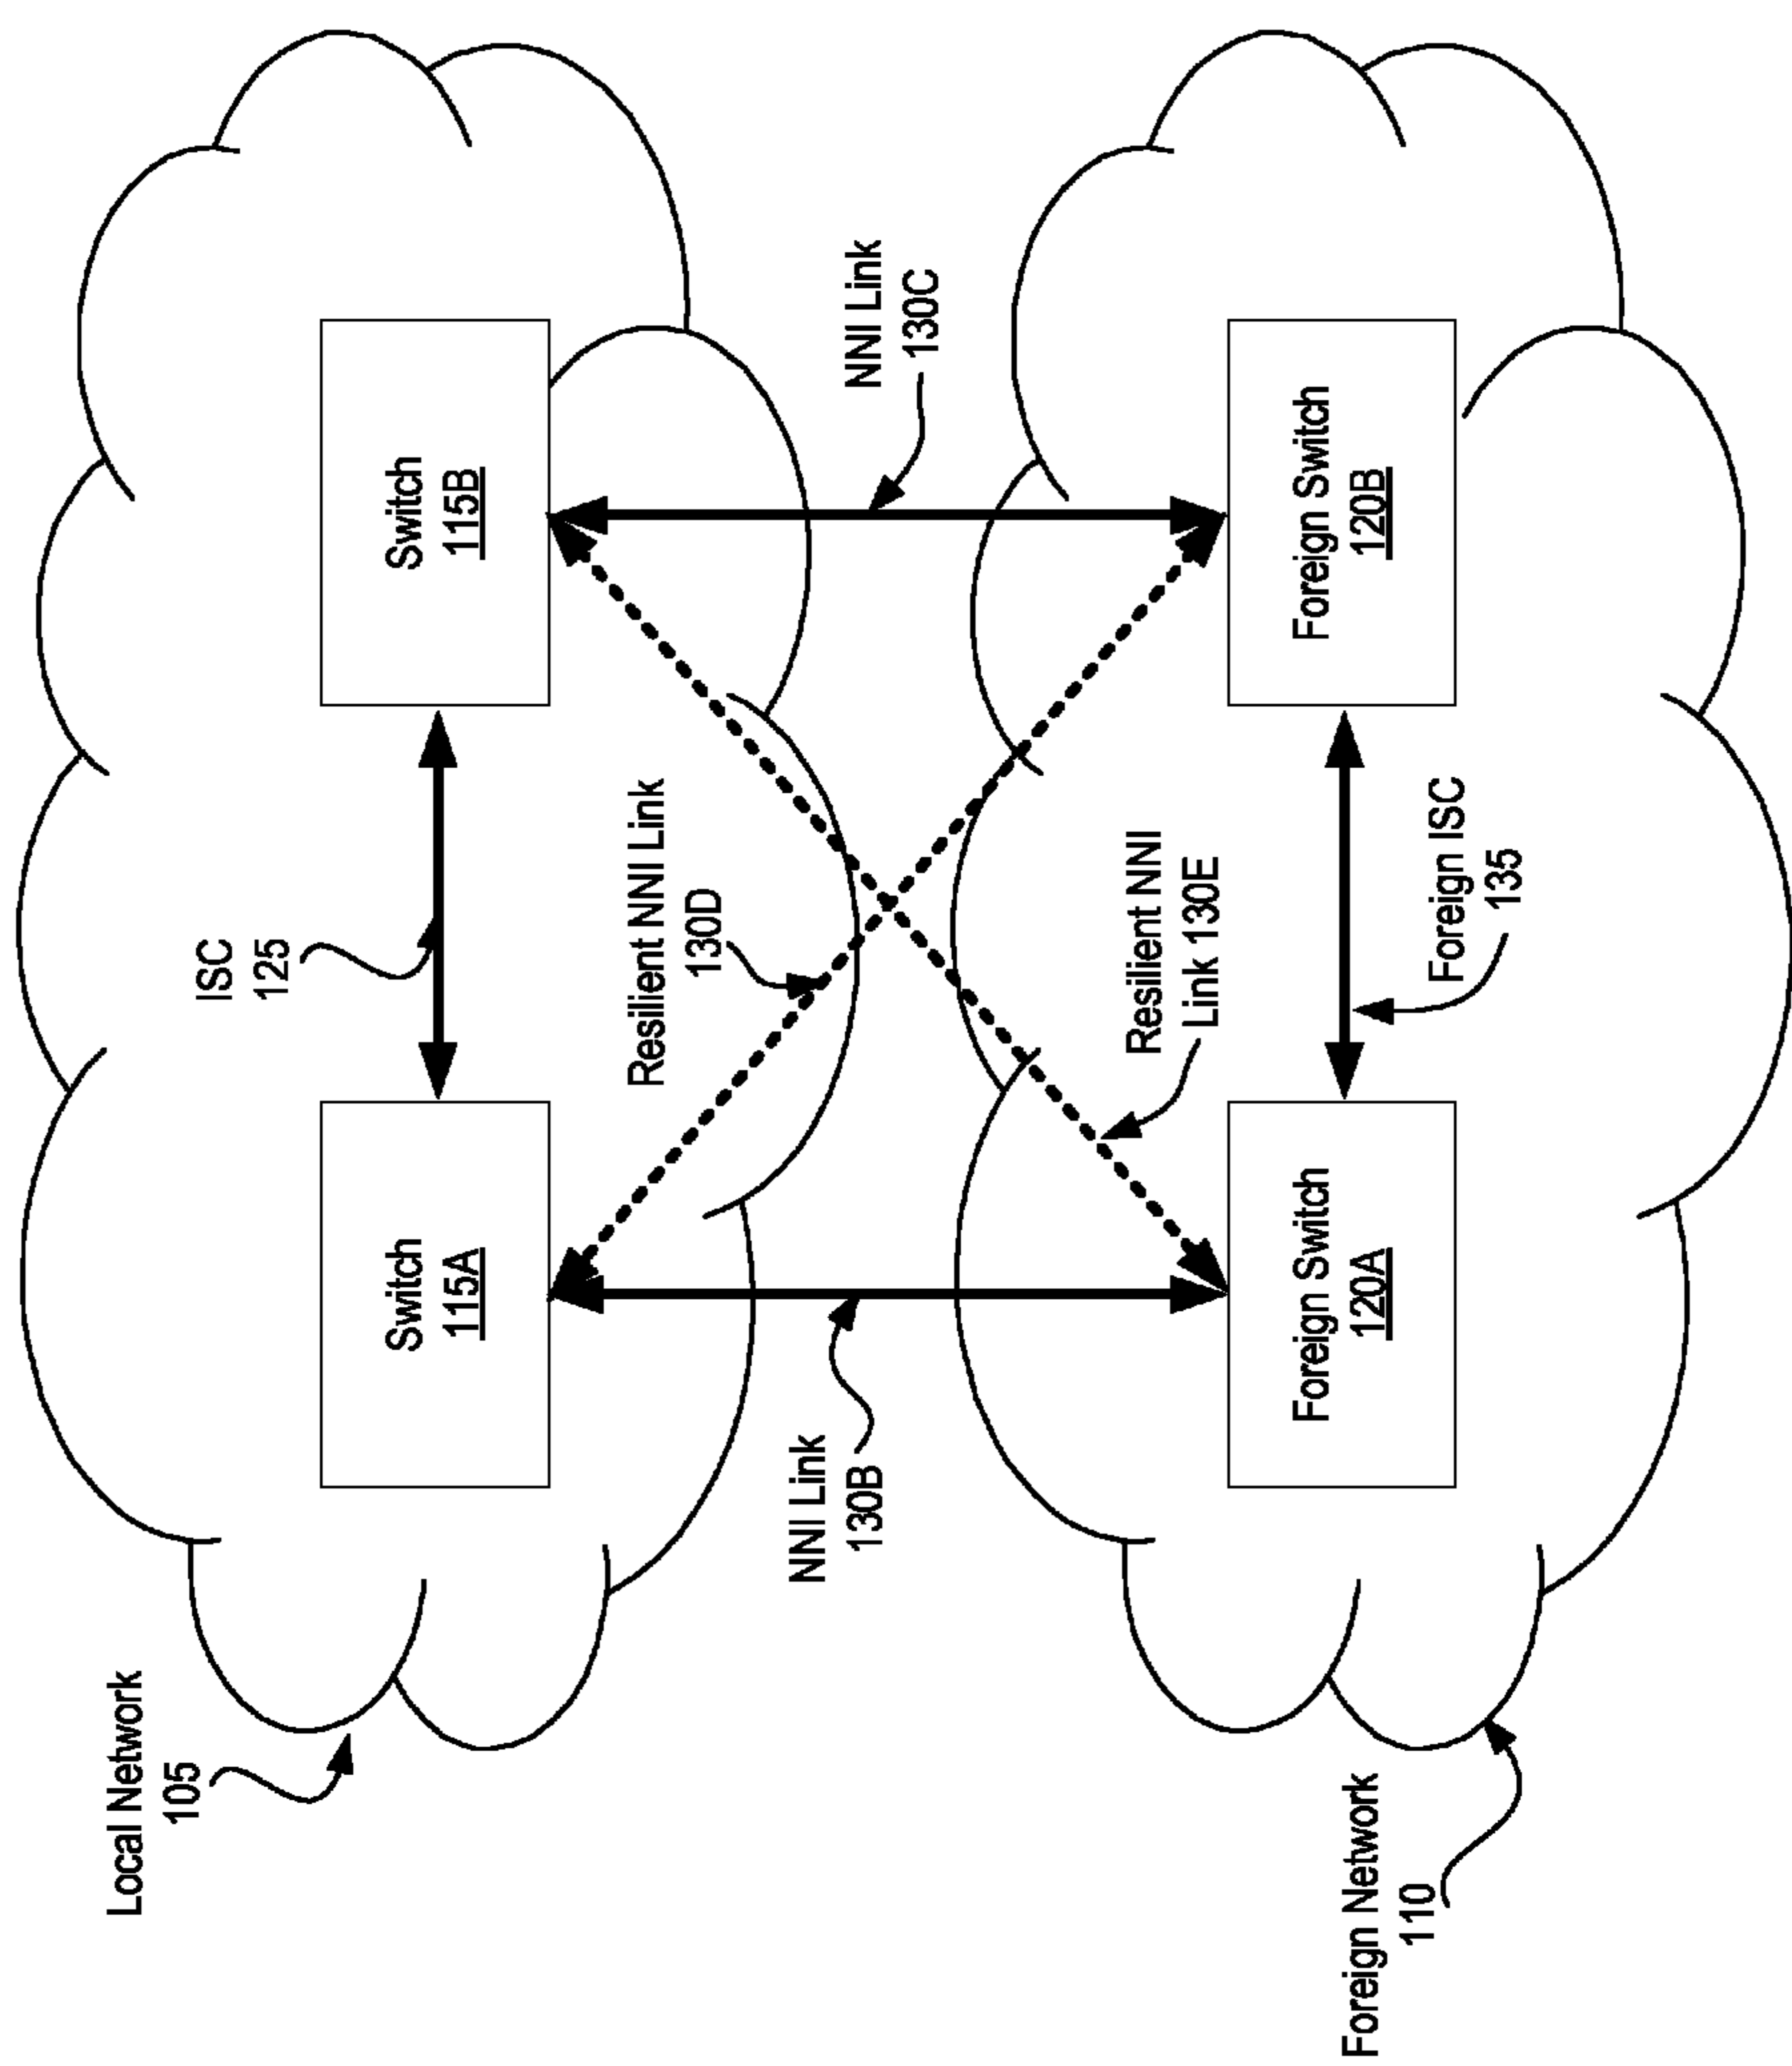 Local Network
105
ISC
125
Switch
115A
Switch
115B
Resilient NNI Link
130D
NNI Link
130B
NNI Link
130C
Resilient NNI
Link 130E
Foreign Switch
120A
Foreign Switch
120B
Foreign ISC
135
Foreign Network
110